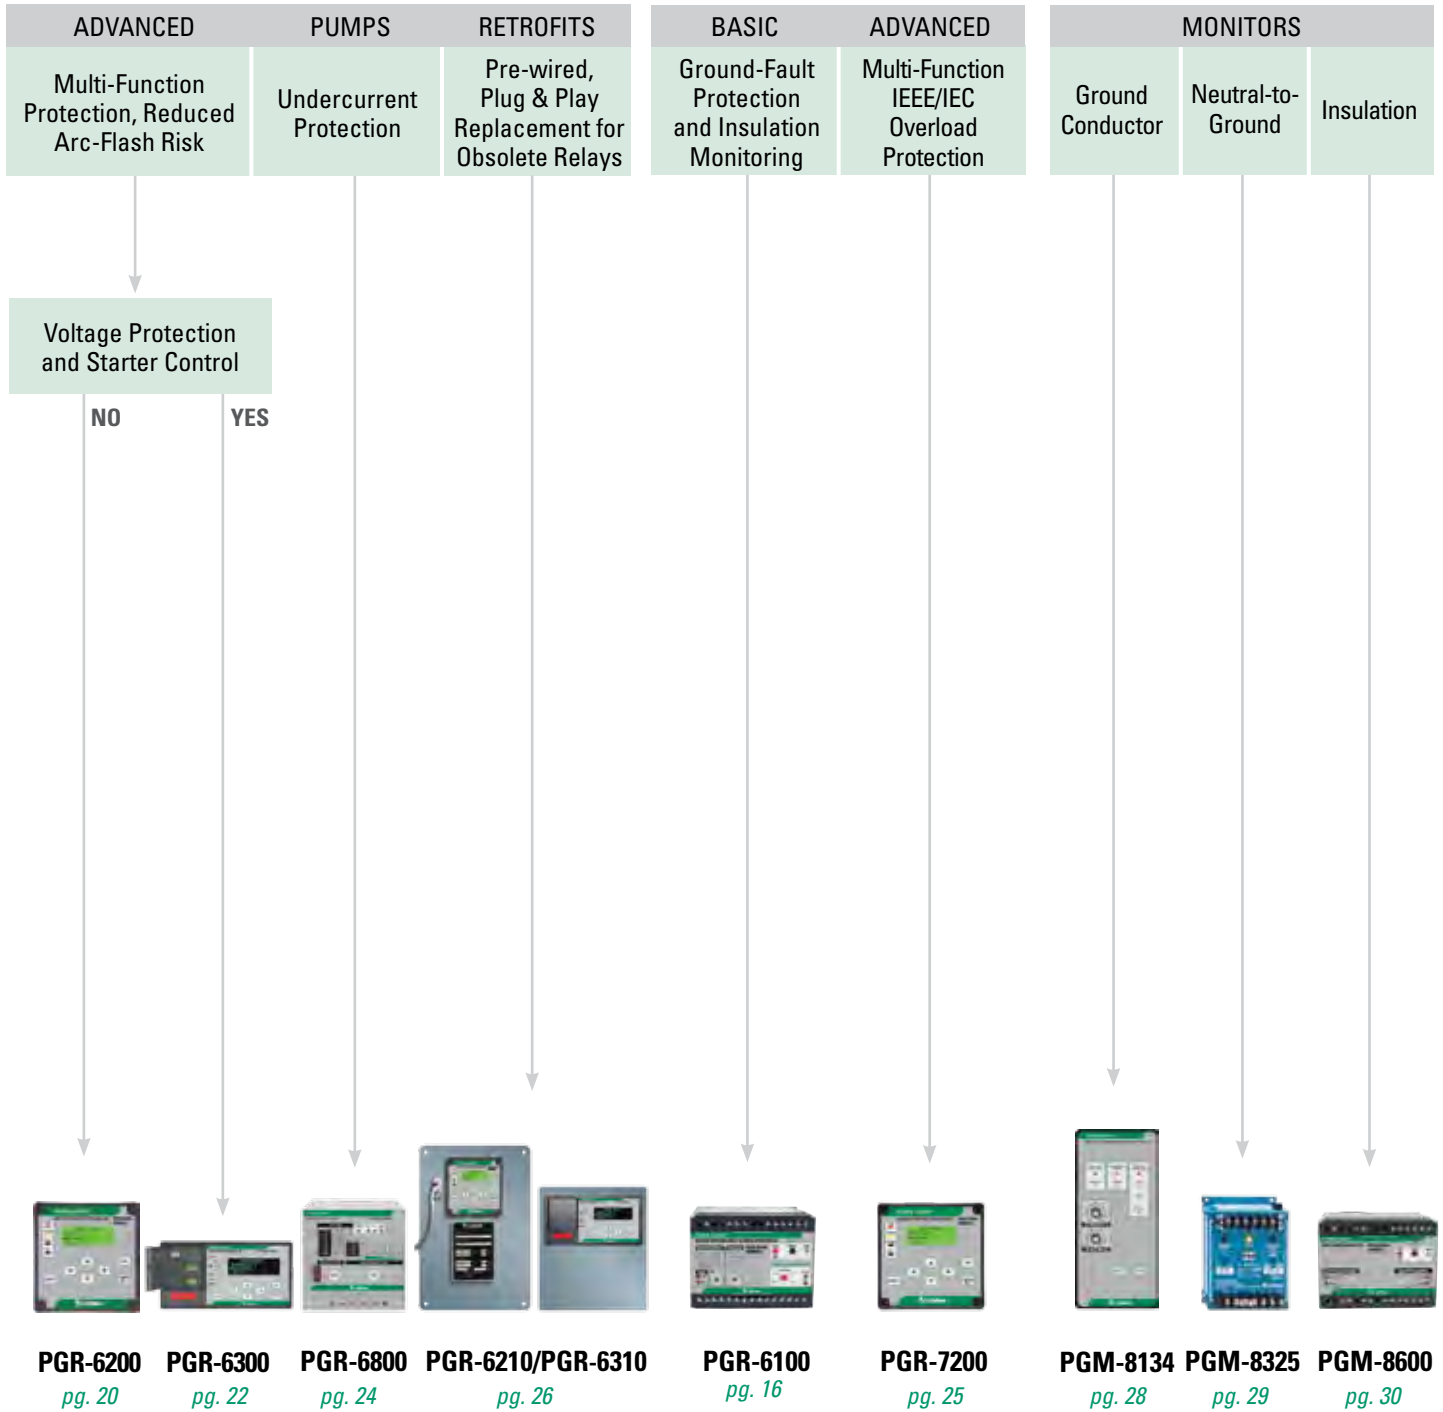 ADVANCED
PUMPS
RETROFITS
BASIC
ADVANCED
MONITORS
Multi-Function
Protection, Reduced
Arc-Flash Risk
Undercurrent
Protection
Pre-wired,
Plug & Play
Replacement for
Obsolete Relays
Ground-Fault
Protection
and Insulation
Monitoring
Multi-Function
IEEE/IEC
Overload
Protection
Ground
Conductor
Neutral-to-
Ground
Insulation
Voltage Protection
and Starter Control
NO
YES
PGR-6200
pg. 20
PGR-6300
pg. 22
PGR-6800
pg. 24
PGR-6210/PGR-6310
pg. 26
PGR-6100
pg. 16
PGR-7200
pg. 25
PGM-8134
pg. 28
PGM-8325
pg. 29
PGM-8600
pg. 30